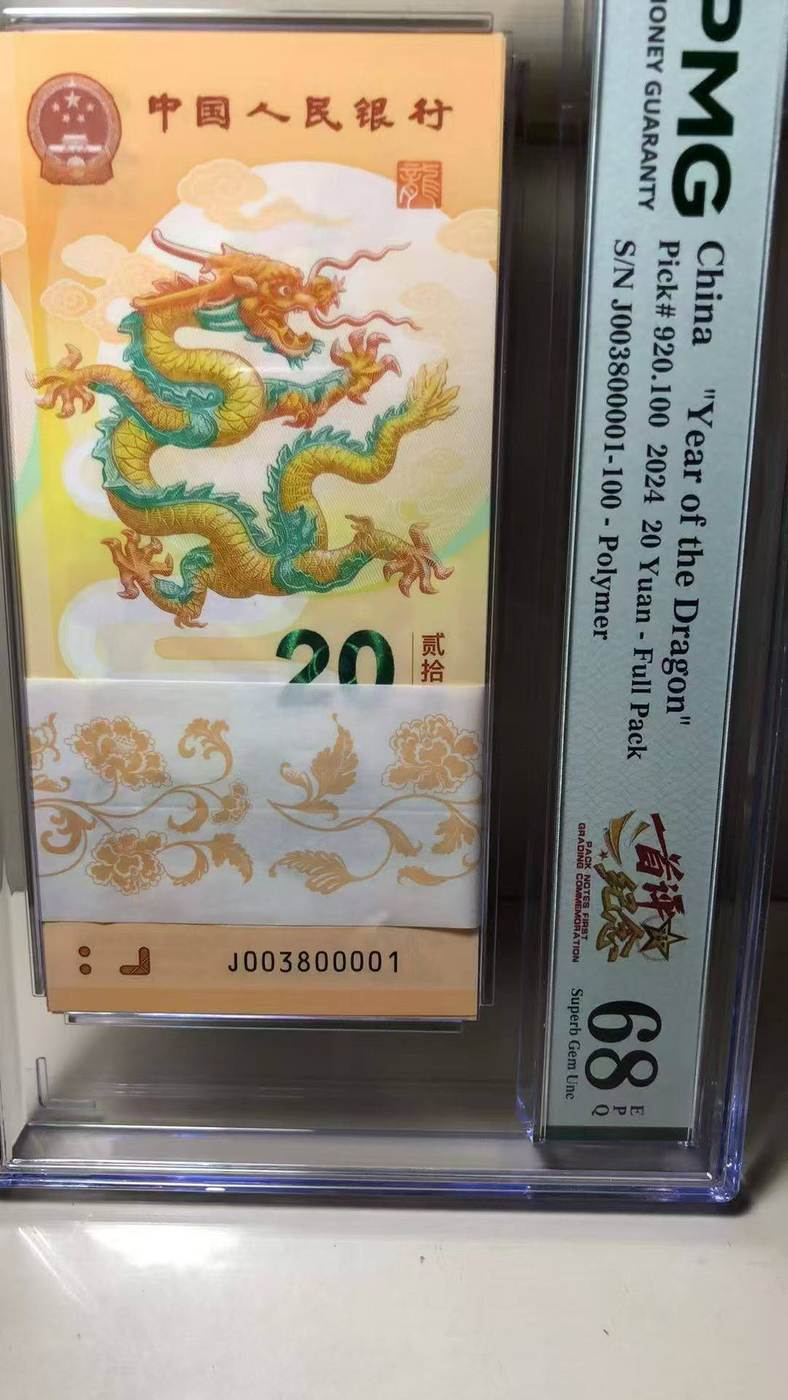 中国人民银行
龍
20
贰拾
J003800001
PMG
MONEY GUARANTY
China "Year of the Dragon"
Pick# 920.100 2024 20 Yuan - Full Pack
S/N J003800001-100 - Polymer
首评
纪念
PACK NOTES FIRST
GRADING COMMEMORATION
68
EPQ
Superb Gem Unc